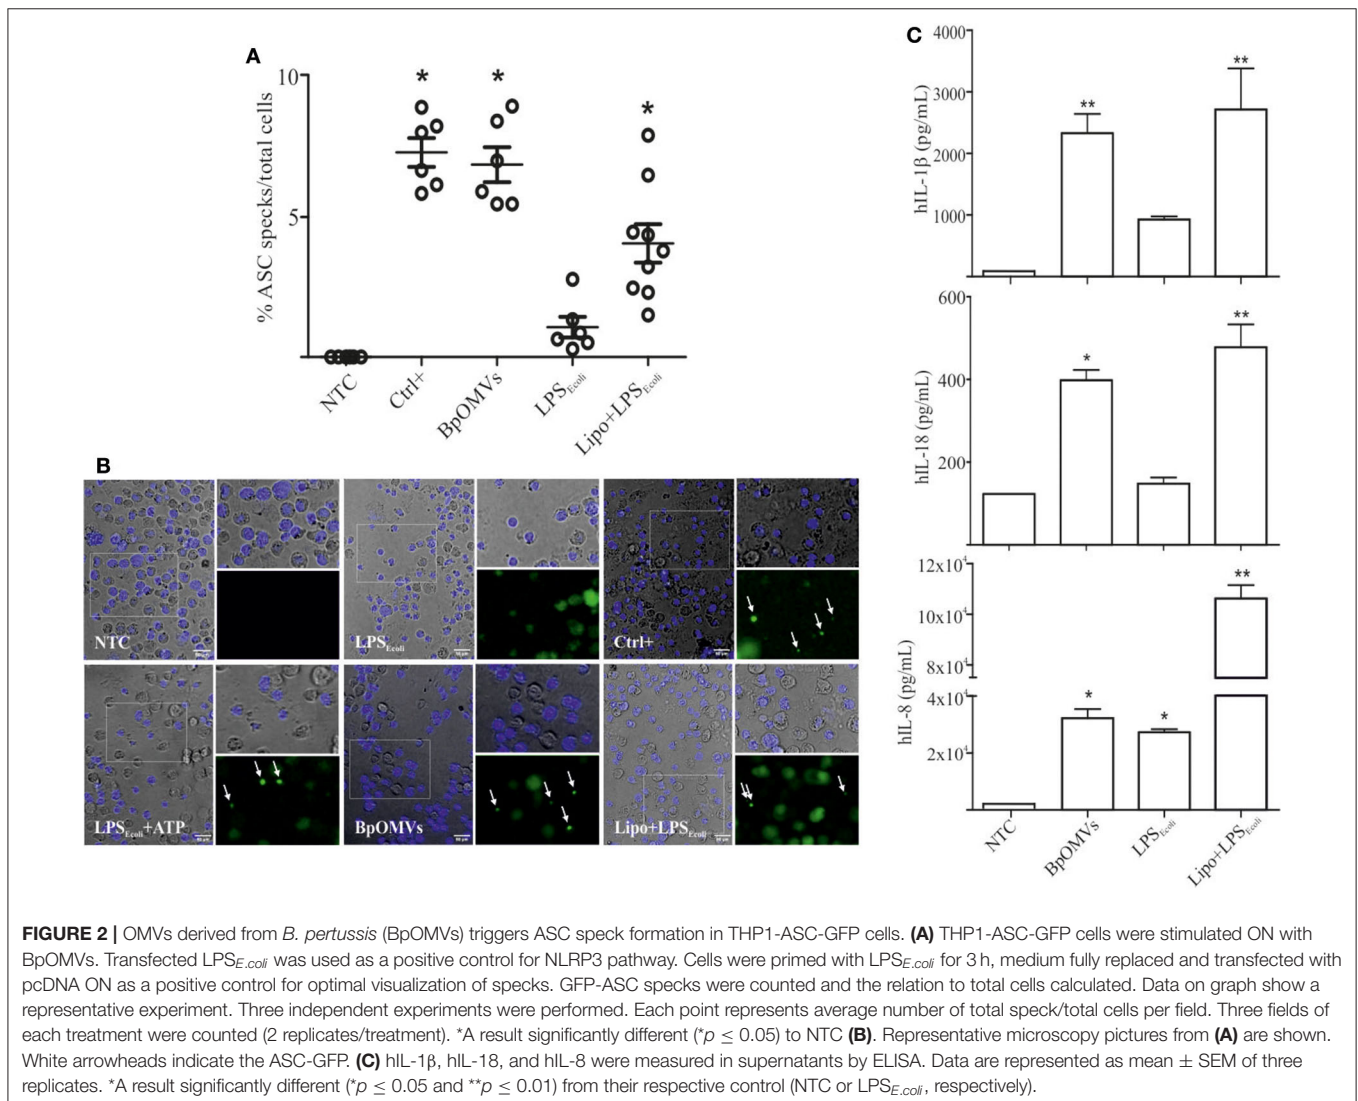 A
% ASC specks/total cells
10
5
* * *
NTC Ctrl+ BpOMVs LPS_Ecoli Lipo+LPS_Ecoli
B
NTC LPS_Ecoli Ctrl+
LPS_Ecoli+ATP BpOMVs Lipo+LPS_Ecoli
C
hIL-1β (pg/mL)
4000
3000
2000
1000
** **
hIL-18 (pg/mL)
600
400
200
* **
hIL-8 (pg/mL)
12x10⁴
10x10⁴
8x10⁴
4x10⁴
2x10⁴
* * **
NTC BpOMVs LPS_Ecoli Lipo+LPS_Ecoli
FIGURE 2 | OMVs derived from B. pertussis (BpOMVs) triggers ASC speck formation in THP1-ASC-GFP cells. (A) THP1-ASC-GFP cells were stimulated ON with
BpOMVs. Transfected LPS_E.coli was used as a positive control for NLRP3 pathway. Cells were primed with LPS_E.coli for 3 h, medium fully replaced and transfected with
pcDNA ON as a positive control for optimal visualization of specks. GFP-ASC specks were counted and the relation to total cells calculated. Data on graph show a
representative experiment. Three independent experiments were performed. Each point represents average number of total speck/total cells per field. Three fields of
each treatment were counted (2 replicates/treatment). *A result significantly different (*p ≤ 0.05) to NTC (B). Representative microscopy pictures from (A) are shown.
White arrowheads indicate the ASC-GFP. (C) hIL-1β, hIL-18, and hIL-8 were measured in supernatants by ELISA. Data are represented as mean ± SEM of three
replicates. *A result significantly different (*p ≤ 0.05 and **p ≤ 0.01) from their respective control (NTC or LPS_E.coli, respectively).